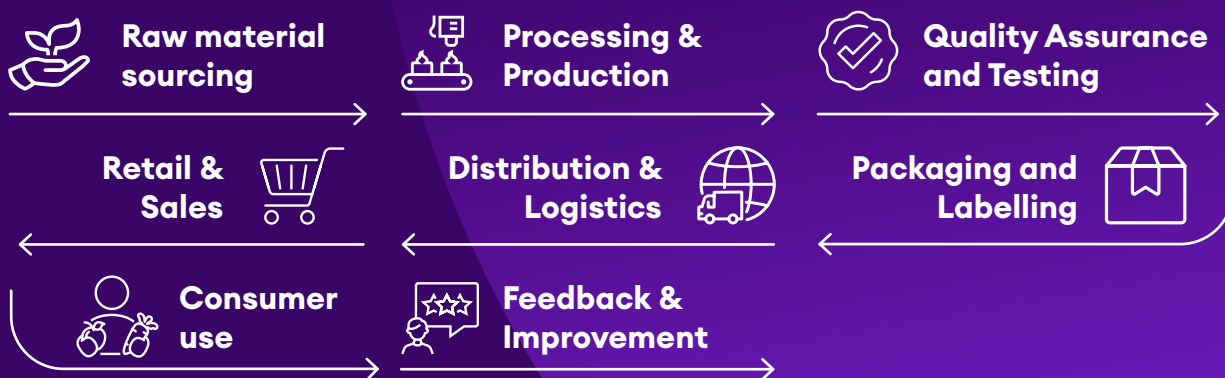 Raw material
sourcing
Processing &
Production
Quality Assurance
and Testing
Retail &
Sales
Distribution &
Logistics
Packaging and
Labelling
Consumer
use
Feedback &
Improvement